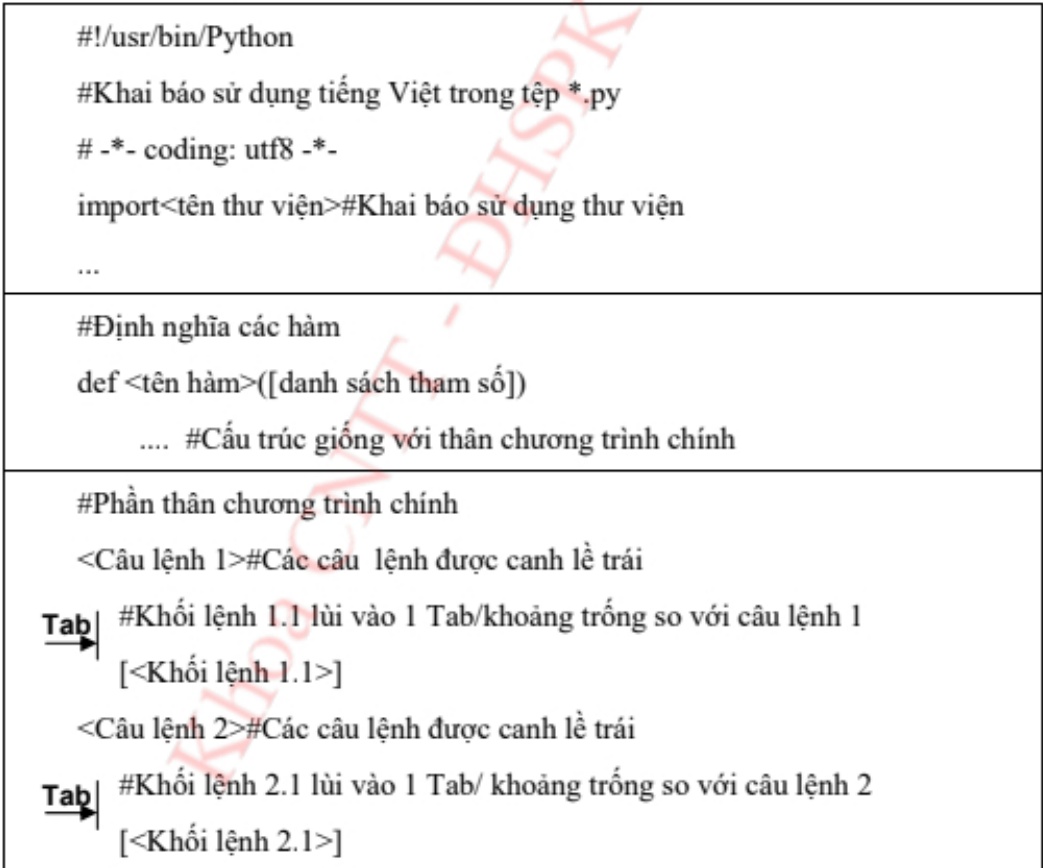 #!/usr/bin/Python
#Khai báo sử dụng tiếng Việt trong tệp *.py
# -*- coding: utf8 -*-
import<tên thư viện>#Khai báo sử dụng thư viện
...
#Định nghĩa các hàm
def <tên hàm>([danh sách tham số])
.... #Cấu trúc giống với thân chương trình chính
#Phần thân chương trình chính
<Câu lệnh 1>#Các câu lệnh được canh lề trái
Tab #Khối lệnh 1.1 lùi vào 1 Tab/khoảng trống so với câu lệnh 1
[<Khối lệnh 1.1>]
<Câu lệnh 2>#Các câu lệnh được canh lề trái
Tab #Khối lệnh 2.1 lùi vào 1 Tab/ khoảng trống so với câu lệnh 2
[<Khối lệnh 2.1>]
Khoa CNTT - ĐHSPK